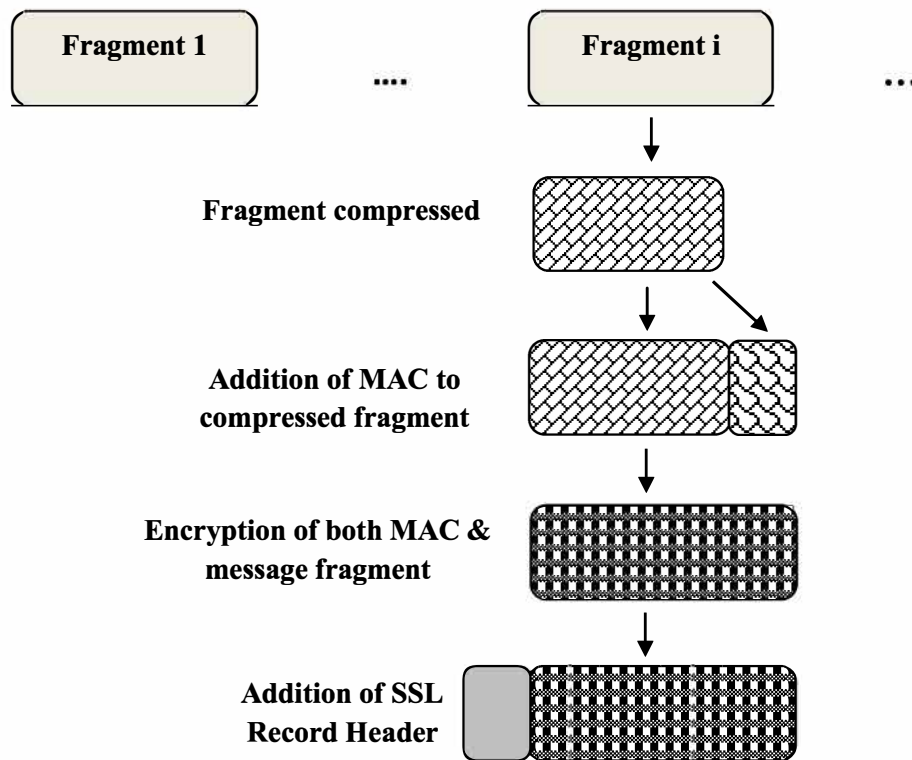 Fragment 1
....
Fragment i
...
Fragment compressed
Addition of MAC to
compressed fragment
Encryption of both MAC &
message fragment
Addition of SSL
Record Header